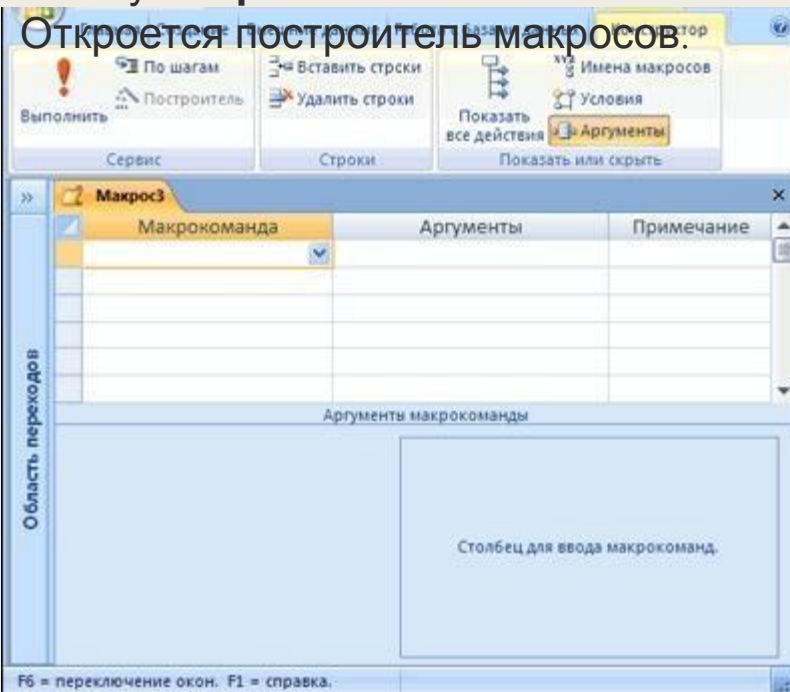 Откроется построитель макросов.
Конструктор
По шагам
Построитель
Выполнить
Сервис
Вставить строки
Удалить строки
Строки
Показать
все действия
Имена макросов
Условия
Аргументы
Показать или скрыть
Макрос3
Макрокоманда Аргументы Примечание
Область переходов
Аргументы макрокоманды
Столбец для ввода макрокоманд.
F6 = переключение окон. F1 = справка.